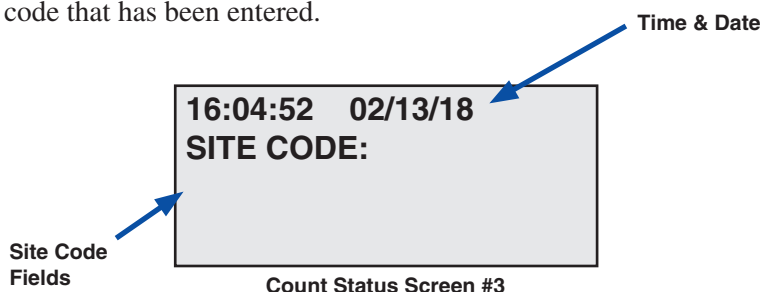 code that has been entered.
Time & Date
16:04:52 02/13/18
SITE CODE:
Site Code
Fields
Count Status Screen #3